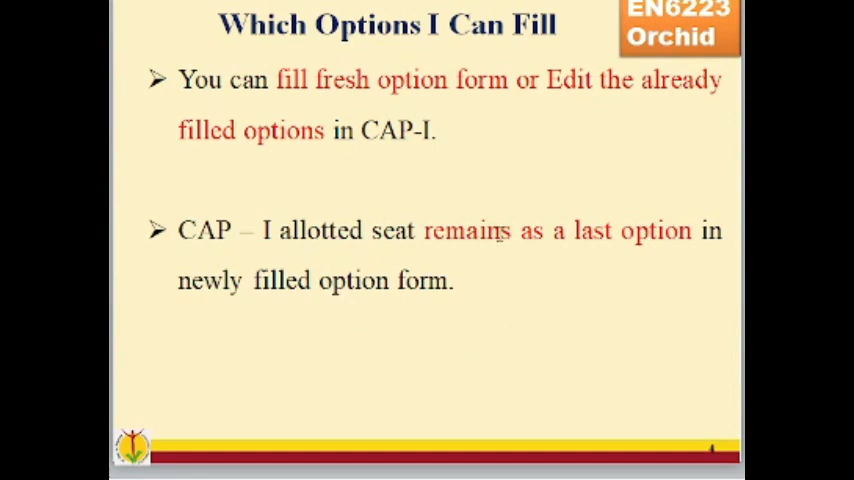 Which Options I Can Fill
EN6223
Orchid
➢ You can fill fresh option form or Edit the already
filled options in CAP-I.
➢ CAP – I allotted seat remains as a last option in
newly filled option form.
4